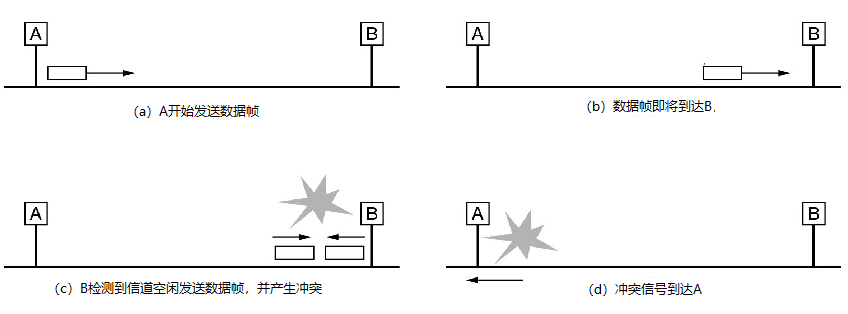 A B
A B
(a) A开始发送数据帧
(b) 数据帧即将到达B,
A B
A B
(c) B检测到信道空闲发送数据帧,并产生冲突
(d) 冲突信号到达A